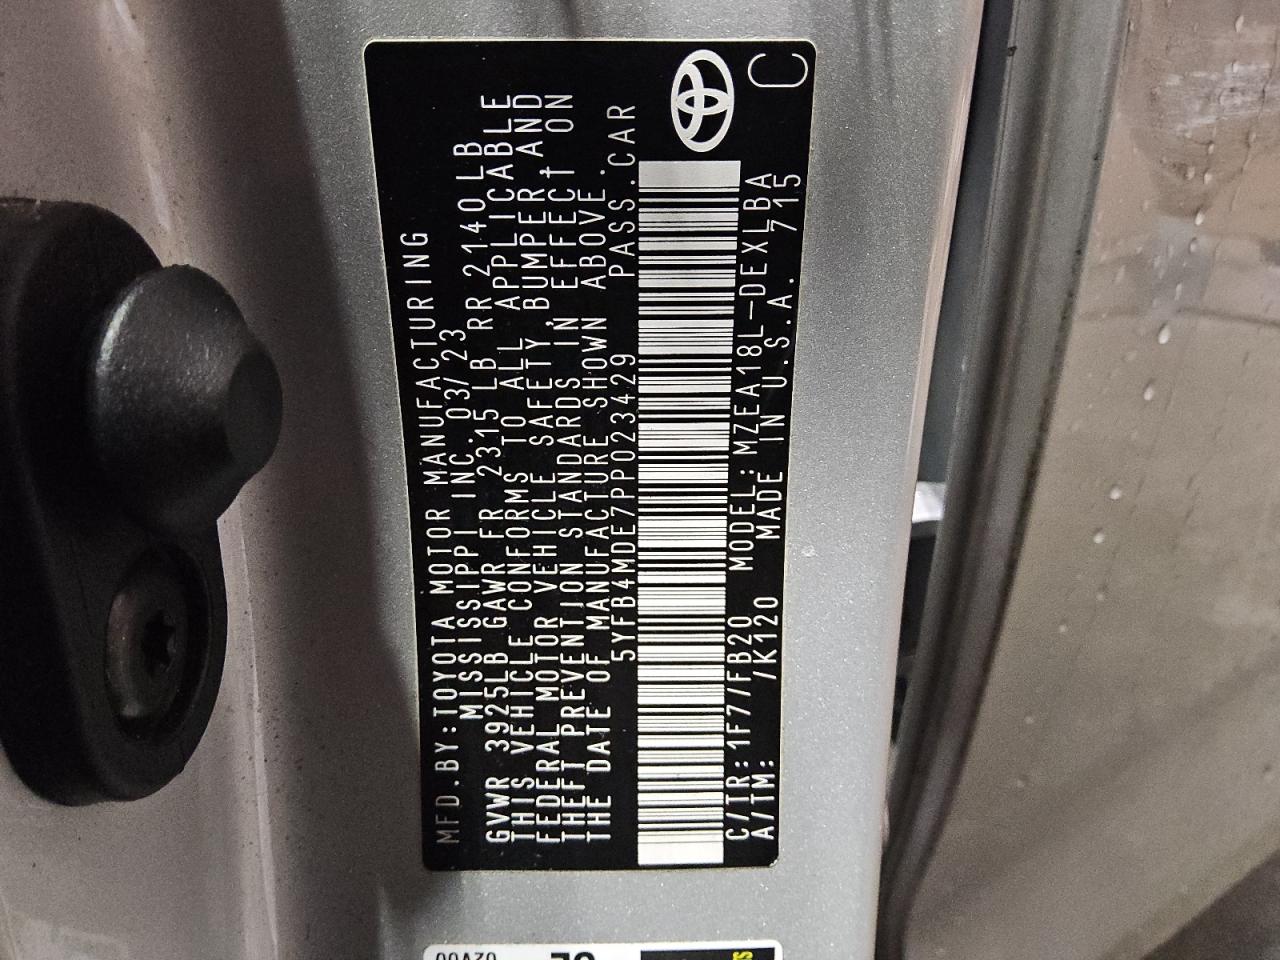 MFD.BY:TOYOTA MOTOR MANUFACTURING
MISSISSIPPI INC. 03/23
GVWR 3925LB GAWR FR 2315LB RR 2140LB
THIS VEHICLE CONFORMS TO ALL APPLICABLE
FEDERAL MOTOR VEHICLE SAFETY, BUMPER, AND
THEFT PREVENTION STANDARDS IN EFFECT ON
THE DATE OF MANUFACTURE SHOWN ABOVE.
5YFB4MDE7PP023429 PASS.CAR
C/TR:1F7/FB20 MODEL:MZEA18L-DEXLBA
A/TM: /K120 MADE IN U.S.A. 715
C